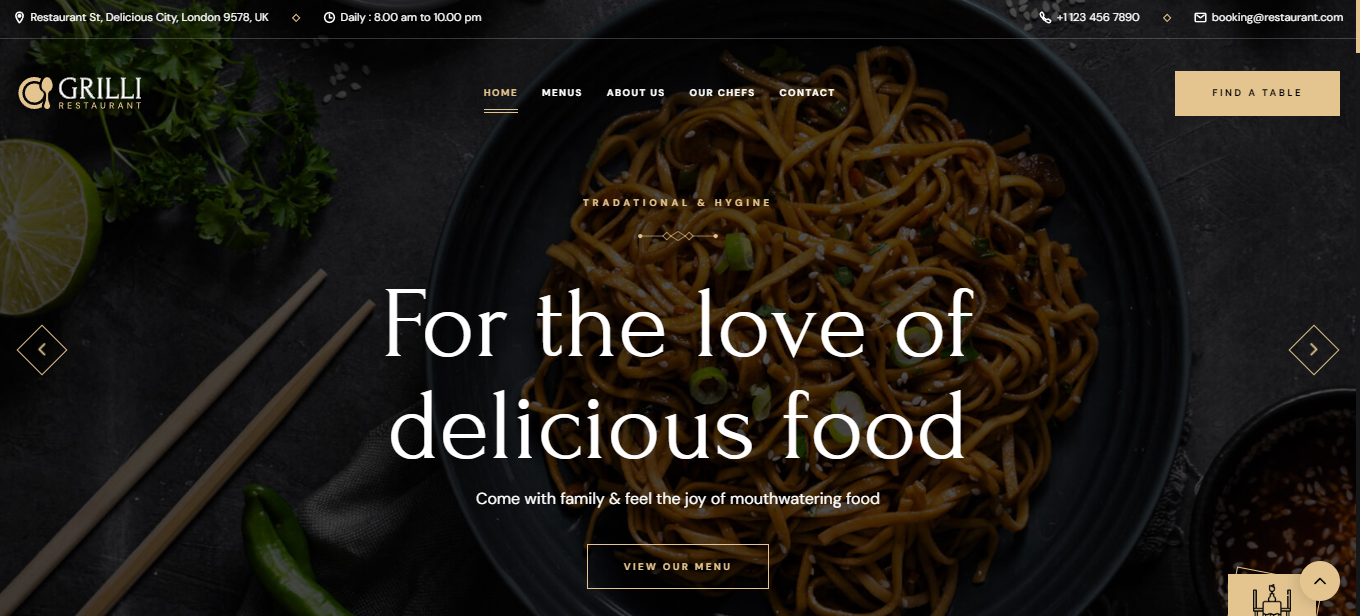 Restaurant St, Delicious City, London 9578, UK
Daily : 8.00 am to 10.00 pm
+1 123 456 7890
booking@restaurant.com
GRILLI
RESTAURANT
HOME
MENUS
ABOUT US
OUR CHEFS
CONTACT
FIND A TABLE
TRADATIONAL & HYGINE
For the love of
delicious food
Come with family & feel the joy of mouthwatering food
VIEW OUR MENU